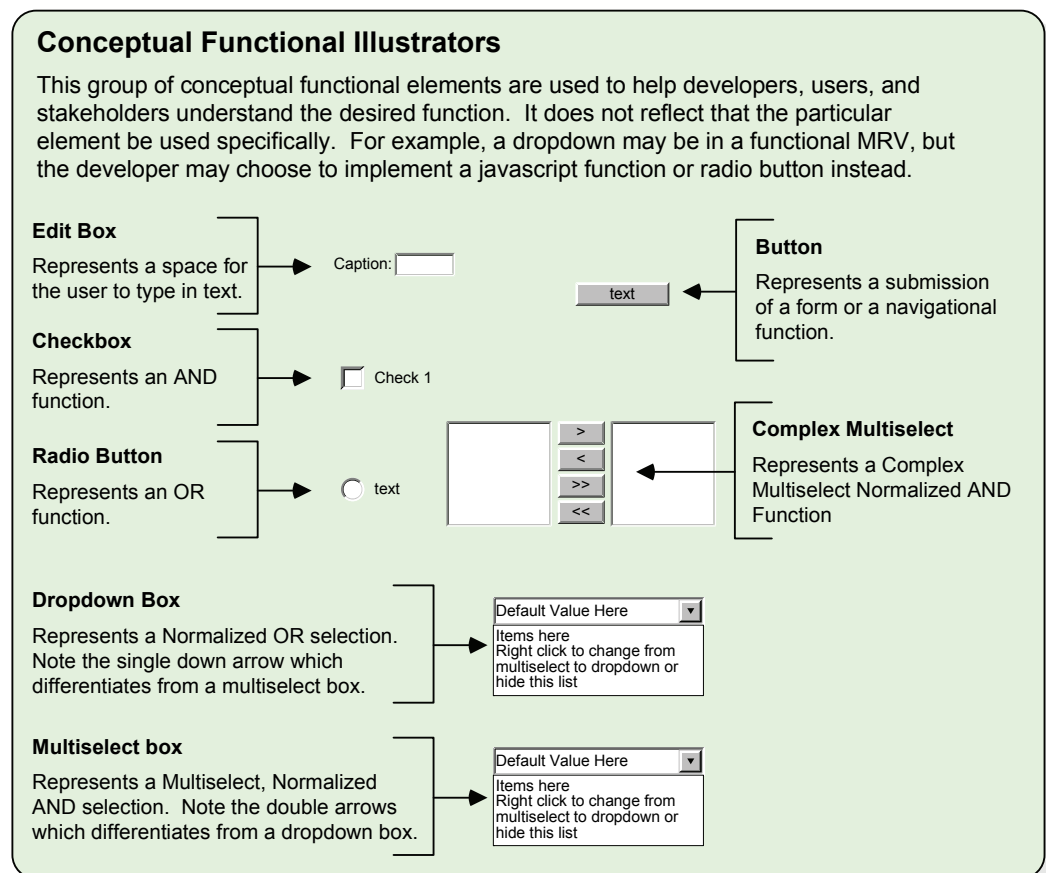 Conceptual Functional Illustrators
This group of conceptual functional elements are used to help developers, users, and
stakeholders understand the desired function.  It does not reflect that the particular
element be used specifically.  For example, a dropdown may be in a functional MRV, but
the developer may choose to implement a javascript function or radio button instead.
Edit Box
Represents a space for
the user to type in text.
Caption:
text
Button
Represents a submission
of a form or a navigational
function.
Checkbox
Represents an AND
function.
Check 1
Radio Button
Represents an OR
function.
text
>
<
>>
<<
Complex Multiselect
Represents a Complex
Multiselect Normalized AND
Function
Dropdown Box
Represents a Normalized OR selection.
Note the single down arrow which
differentiates from a multiselect box.
Default Value Here
Items here
Right click to change from
multiselect to dropdown or
hide this list
Multiselect box
Represents a Multiselect, Normalized
AND selection.  Note the double arrows
which differentiates from a dropdown box.
Default Value Here
Items here
Right click to change from
multiselect to dropdown or
hide this list